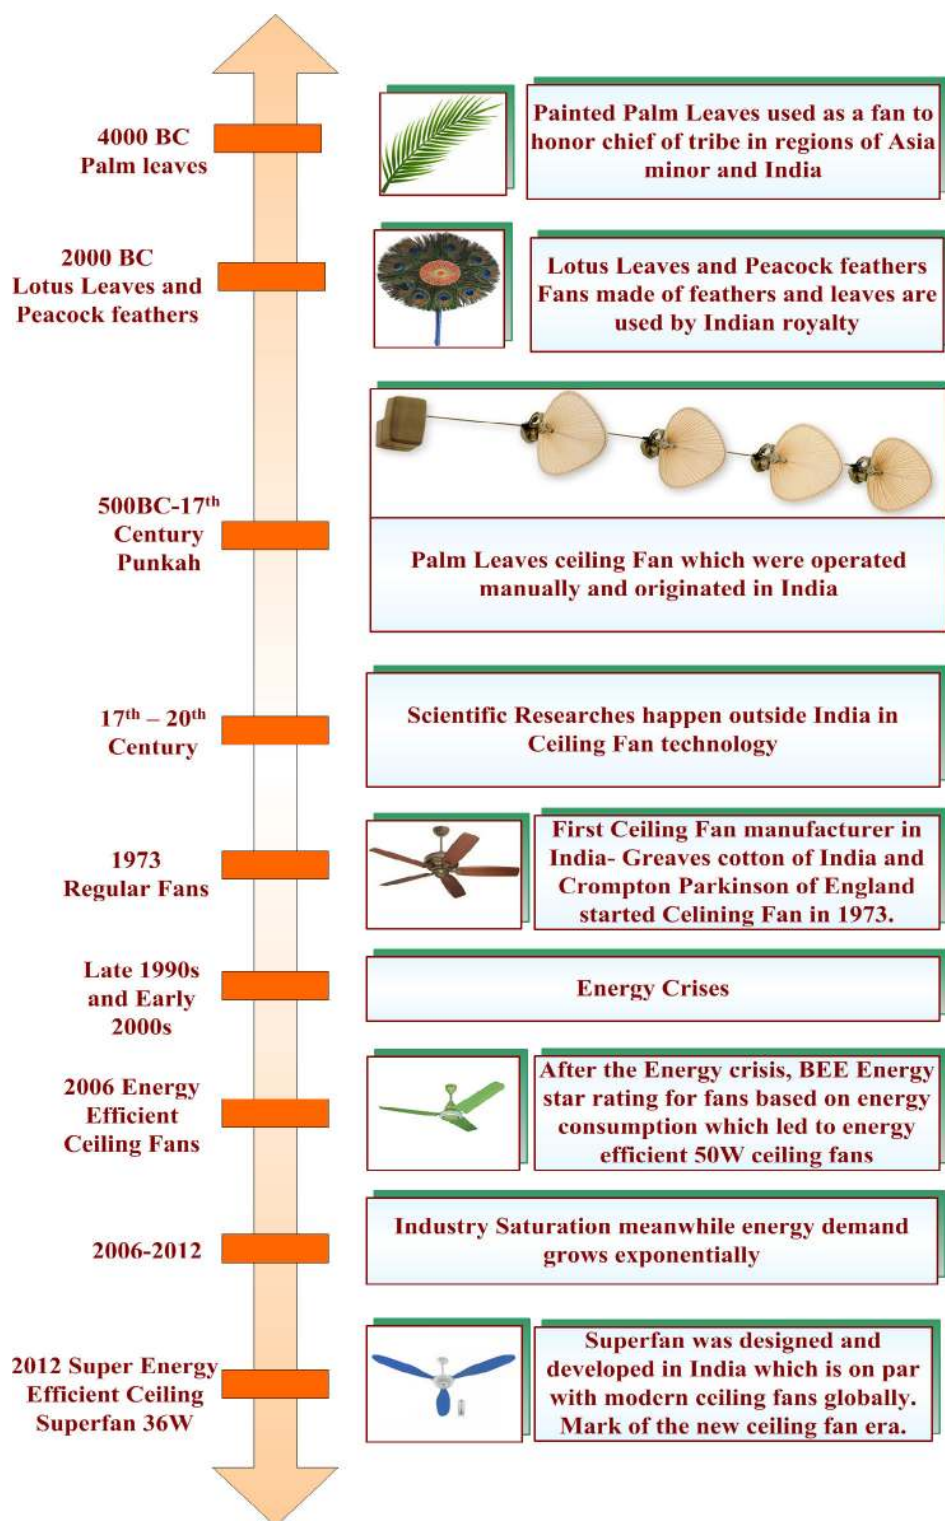 4000 BC
Palm leaves
Painted Palm Leaves used as a fan to
honor chief of tribe in regions of Asia
minor and India
2000 BC
Lotus Leaves and
Peacock feathers
Lotus Leaves and Peacock feathers
Fans made of feathers and leaves are
used by Indian royalty
500BC-17th
Century
Punkah
Palm Leaves ceiling Fan which were operated
manually and originated in India
17th – 20th
Century
Scientific Researches happen outside India in
Ceiling Fan technology
1973
Regular Fans
First Ceiling Fan manufacturer in
India- Greaves cotton of India and
Crompton Parkinson of England
started Celining Fan in 1973.
Late 1990s
and Early
2000s
Energy Crises
2006 Energy
Efficient
Ceiling Fans
After the Energy crisis, BEE Energy
star rating for fans based on energy
consumption which led to energy
efficient 50W ceiling fans
2006-2012
Industry Saturation meanwhile energy demand
grows exponentially
2012 Super Energy
Efficient Ceiling
Superfan 36W
Superfan was designed and
developed in India which is on par
with modern ceiling fans globally.
Mark of the new ceiling fan era.